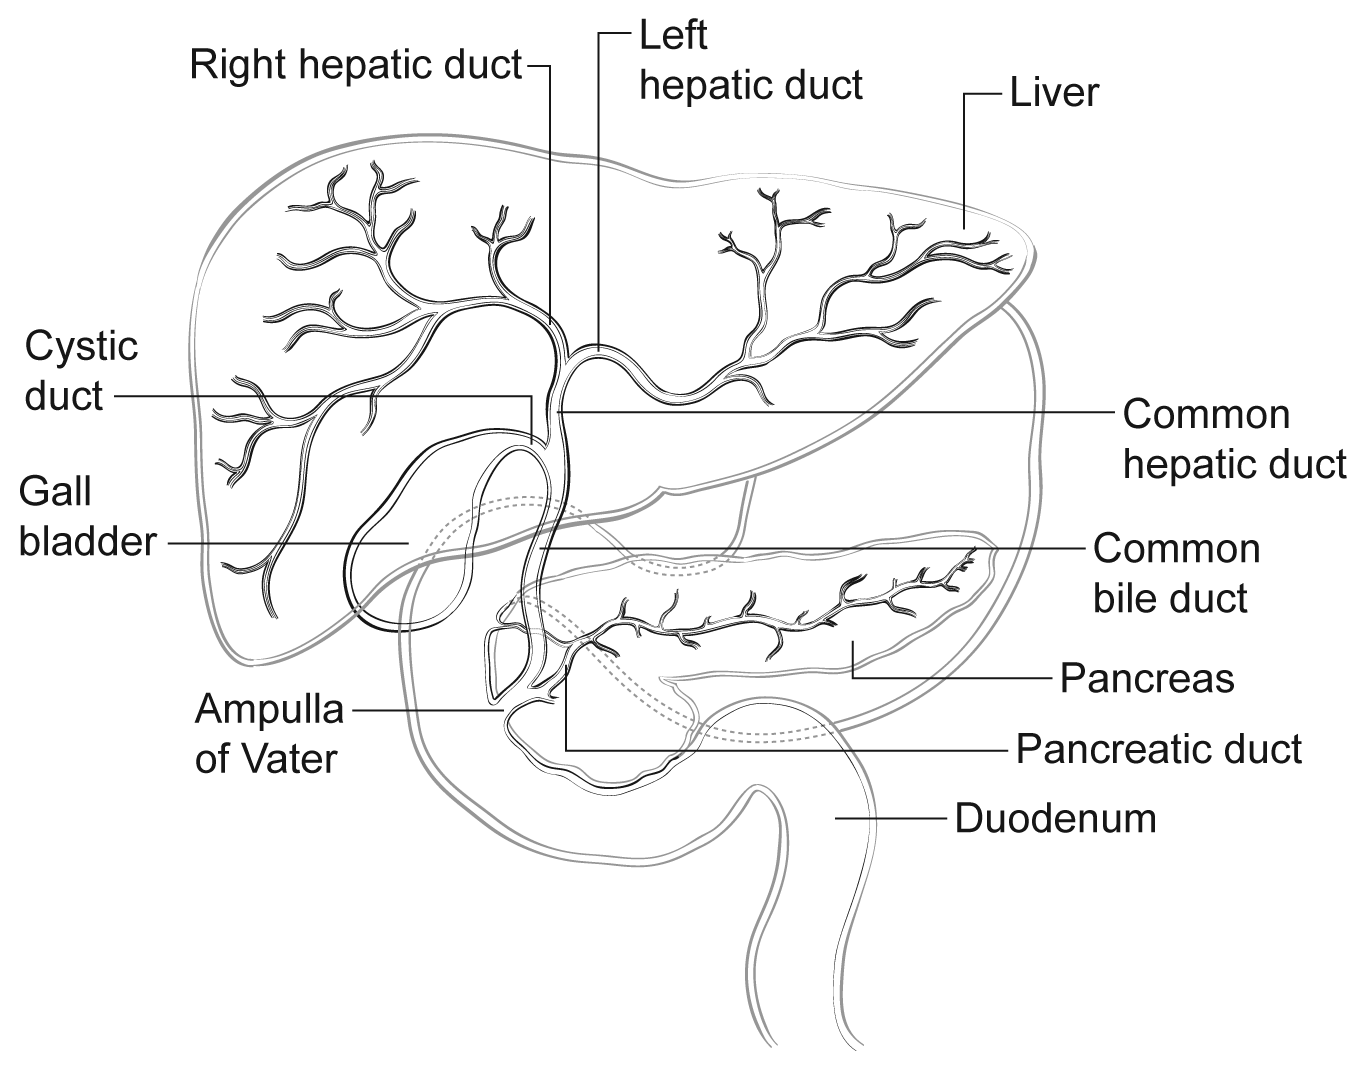 Left
hepatic duct
Right hepatic duct
Liver
Cystic
duct
Common
hepatic duct
Gall
bladder
Common
bile duct
Pancreas
Ampulla
of Vater
Pancreatic duct
Duodenum